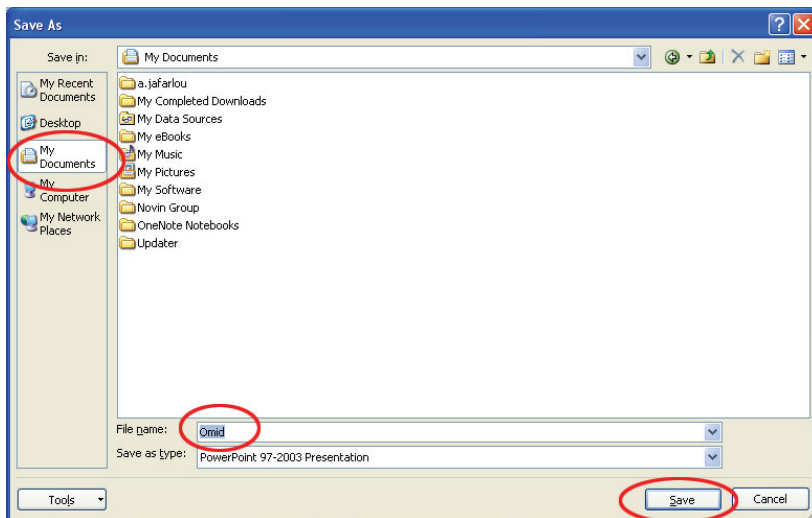 Save As
Save in:
My Documents
My Recent
Documents
Desktop
My
Documents
My
Computer
My Network
Places
a.jafarlou
My Completed Downloads
My Data Sources
My eBooks
My Music
My Pictures
My Software
Novin Group
OneNote Notebooks
Updater
File name:
Omid
Save as type:
PowerPoint 97-2003 Presentation
Tools
Save
Cancel